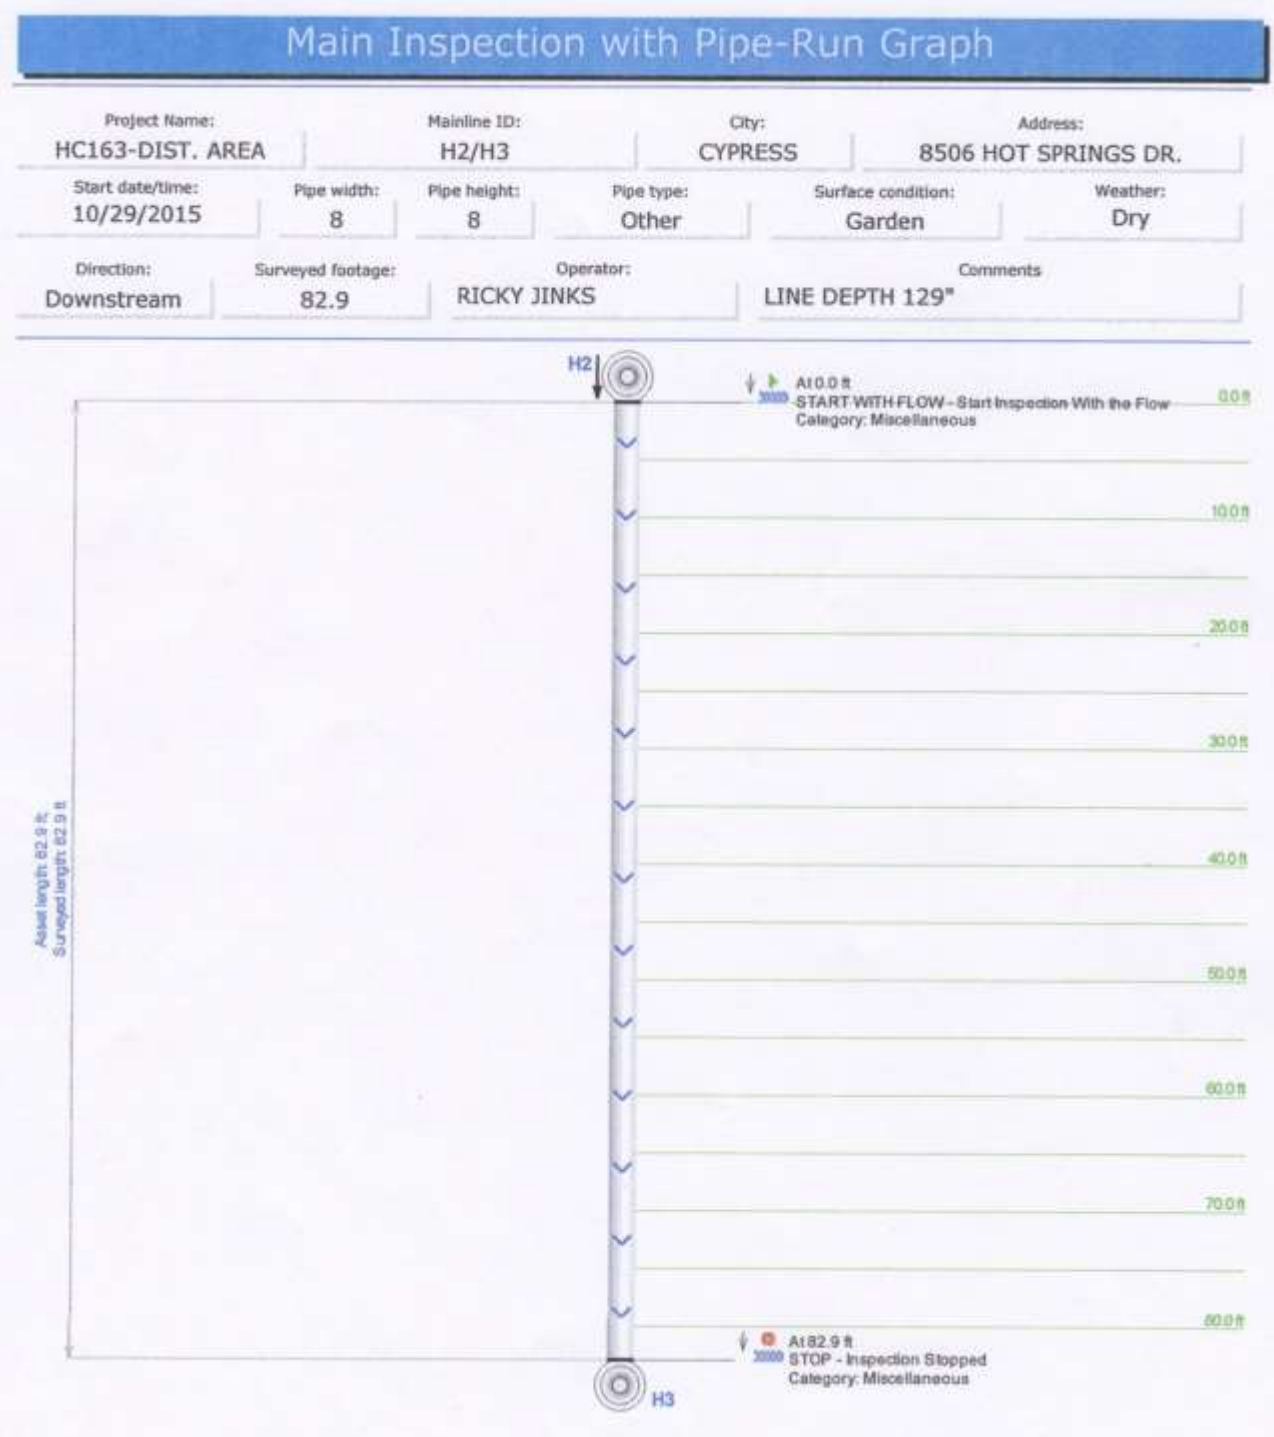 Main Inspection with Pipe-Run Graph
Project Name: Mainline ID: City: Address:
HC163-DIST. AREA H2/H3 CYPRESS 8506 HOT SPRINGS DR.
Start date/time: Pipe width: Pipe height: Pipe type: Surface condition: Weather:
10/29/2015 8 8 Other Garden Dry
Direction: Surveyed footage: Operator: Comments
Downstream 82.9 RICKY JINKS LINE DEPTH 129"
H2
At 0.0 ft
START WITH FLOW - Start Inspection With the Flow 0.0 ft
Category: Miscellaneous
10.0 ft
20.0 ft
30.0 ft
Asset length: 82.9 ft,
Surveyed length: 82.9 ft
40.0 ft
50.0 ft
60.0 ft
70.0 ft
80.0 ft
At 82.9 ft
STOP - Inspection Stopped
Category: Miscellaneous
H3